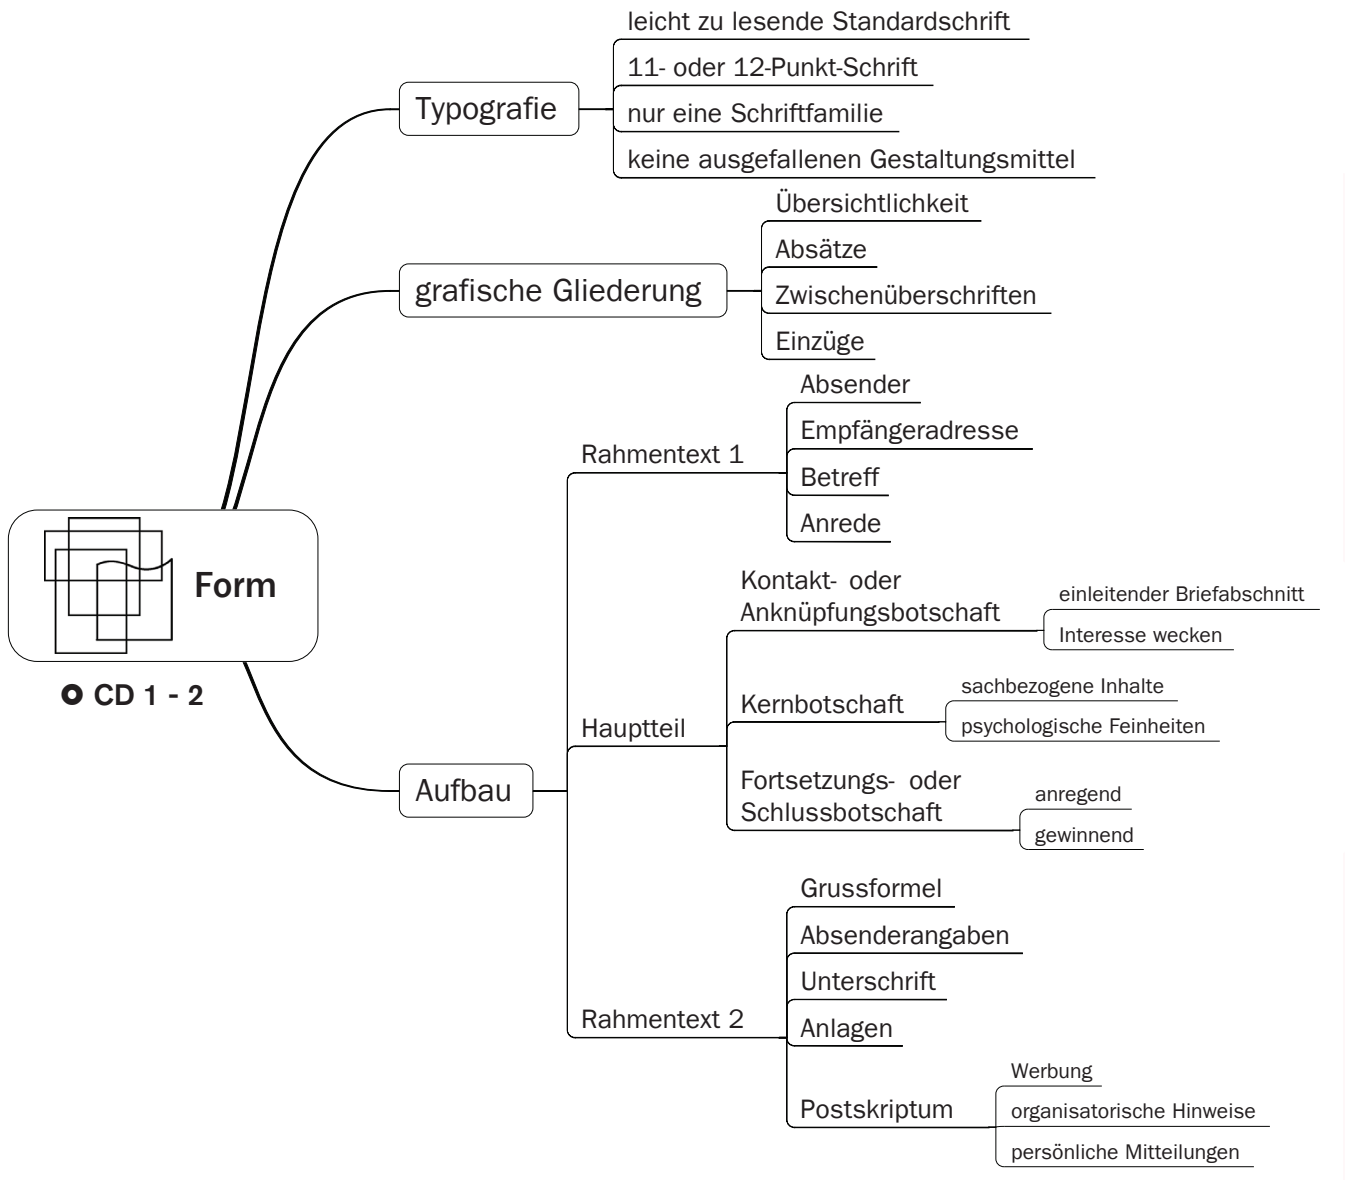 leicht zu lesende Standardschrift
11- oder 12-Punkt-Schrift
Typografie
nur eine Schriftfamilie
keine ausgefallenen Gestaltungsmittel
Übersichtlichkeit
Absätze
grafische Gliederung
Zwischenüberschriften
Einzüge
Absender
Empfängeradresse
Rahmentext 1
Betreff
Anrede
Form
CD 1 - 2
Kontakt- oder
Anknüpfungsbotschaft
einleitender Briefabschnitt
Interesse wecken
Hauptteil
Kernbotschaft
sachbezogene Inhalte
psychologische Feinheiten
Fortsetzungs- oder
Schlussbotschaft
anregend
gewinnend
Aufbau
Grussformel
Absenderangaben
Unterschrift
Rahmentext 2
Anlagen
Postskriptum
Werbung
organisatorische Hinweise
persönliche Mitteilungen